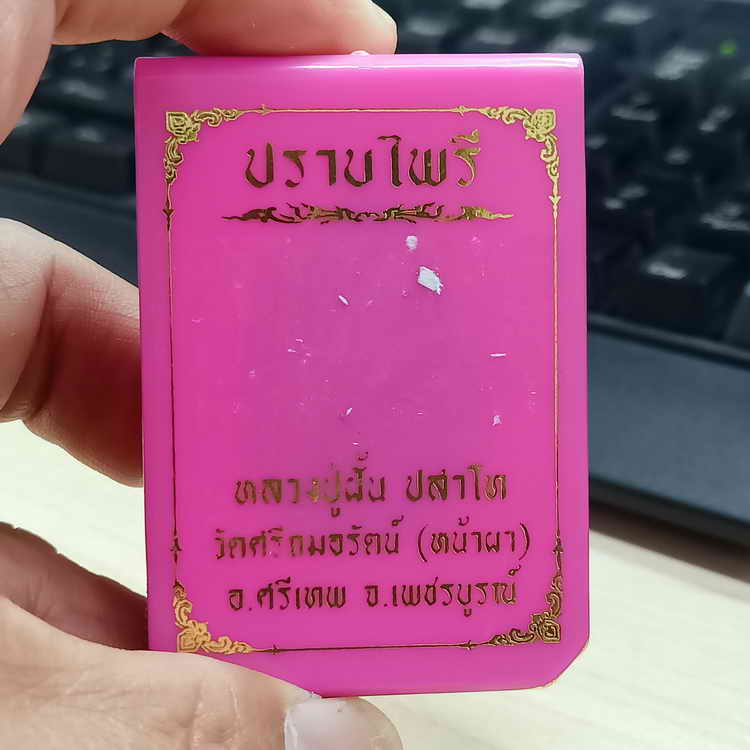 ปราบไพรี
หลวงปู่ฝั้น ปสาโท
วัดศรีถมอรัตน์ (หน้าผา)
อ.ศรีเทพ จ.เพชรบูรณ์